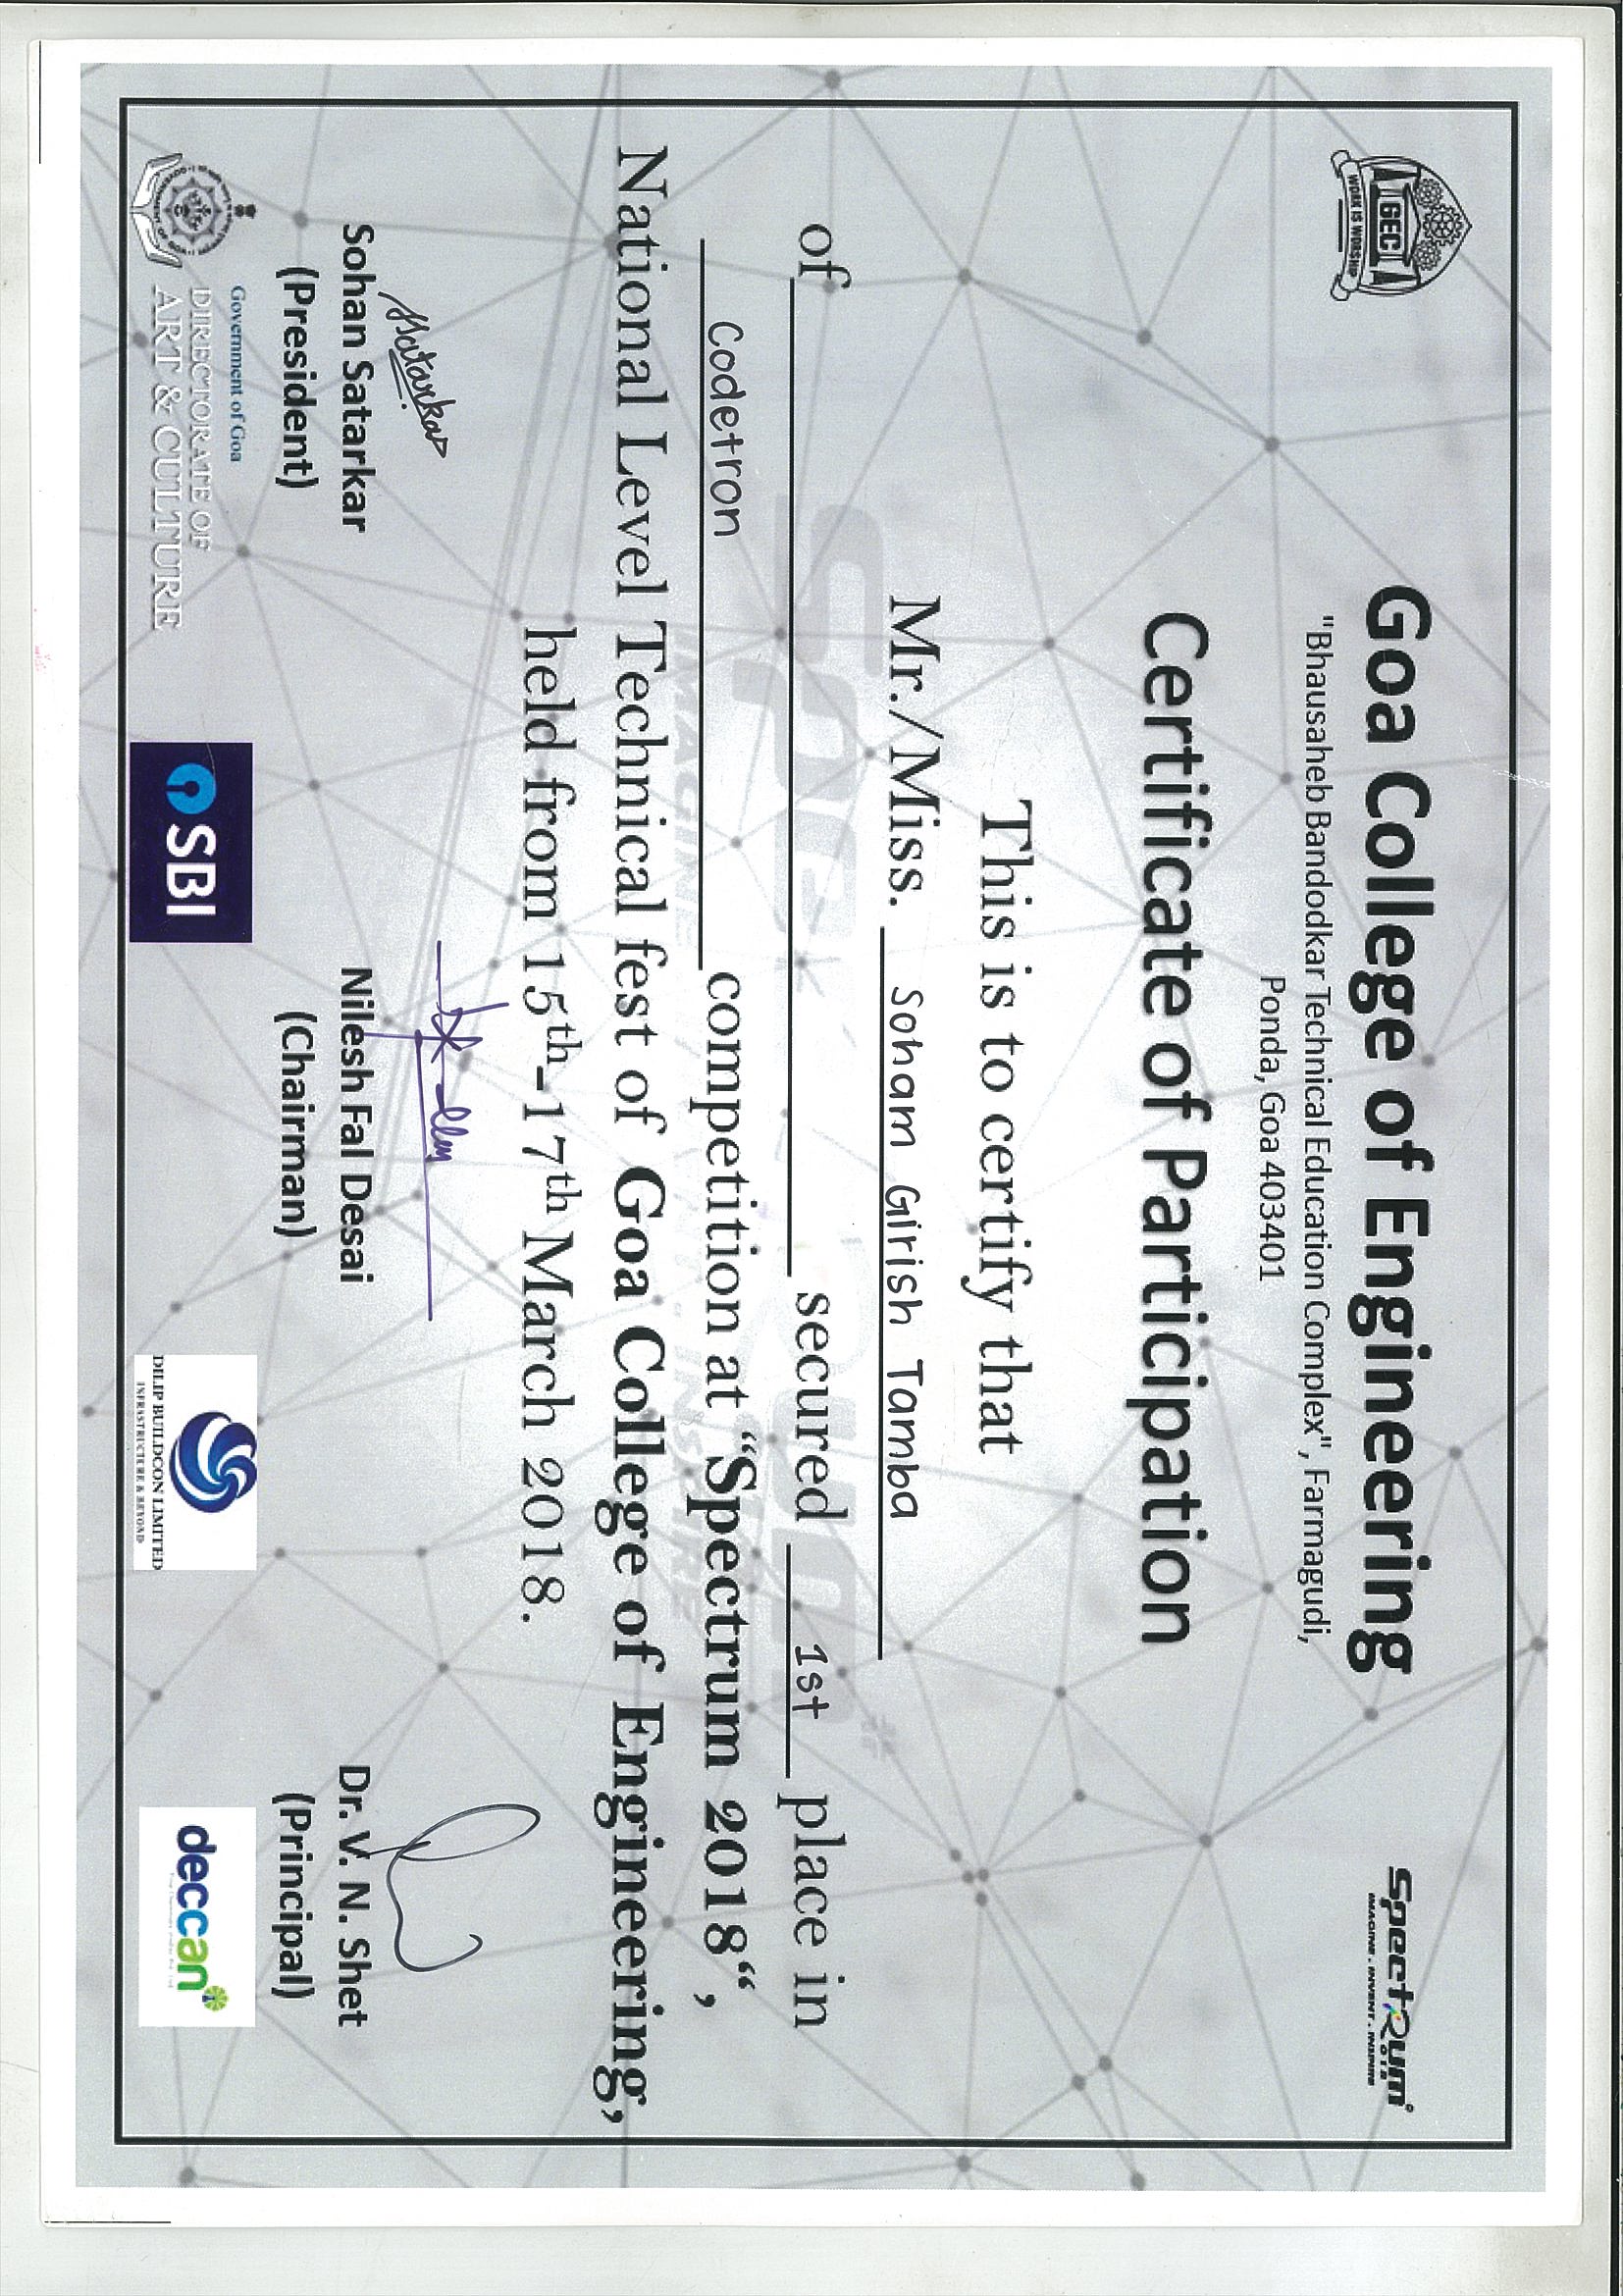 GEC
WORK IS WORSHIP
Goa College of Engineering
"Bhausaheb Bandodkar Technical Education Complex", Farmagudi,
Ponda, Goa 403401
SpectRum
2018
IMAGINE . INVENT . INSPIRE
Certificate of Participation
This is to certify that
Mr./Miss. Soham Girish Tamba
of secured 1st place in
Codetron competition at “Spectrum 2018“,
National Level Technical fest of Goa College of Engineering,
held from 15th-17th March 2018.
Satarkar
Sohan Satarkar
(President)
Nilesh Fal Desai
(Chairman)
Dr. V. N. Shet
(Principal)
Government of Goa
DIRECTORATE OF
ART & CULTURE
SBI
DILIP BUILDCON LIMITED
INFRASTRUCTURE & BEYOND
deccan